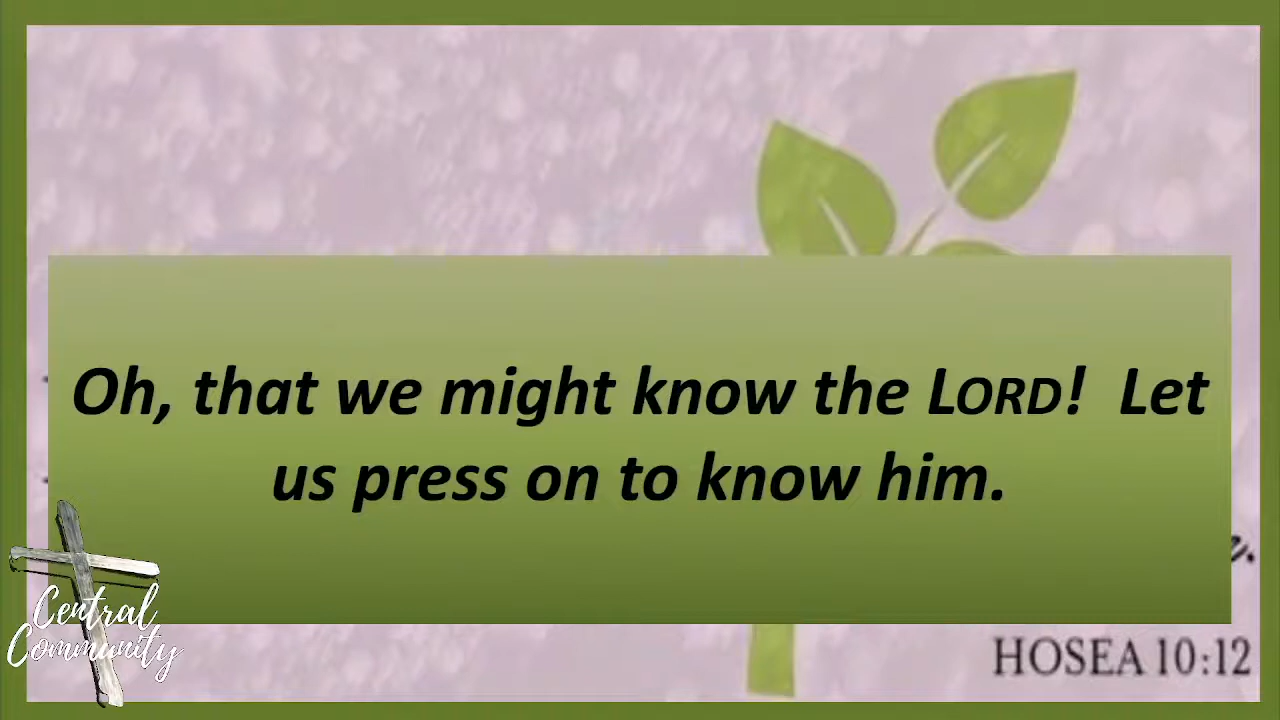 Oh, that we might know the LORD!  Let
us press on to know him.
Central
Community
HOSEA 10:12